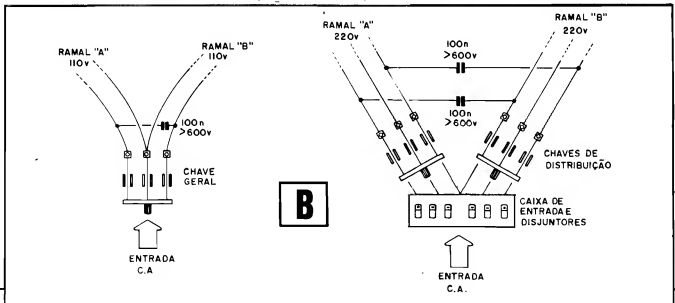 RAMAL "A"
110v
RAMAL "B"
110v
100n
>600v
CHAVE
GERAL
ENTRADA
C.A
B
RAMAL "A"
220v
RAMAL "B"
220v
100n
>600v
100n
>600v
CHAVES DE
DISTRIBUIÇÃO
CAIXA DE
ENTRADA E
DISJUNTORES
ENTRADA
C.A.